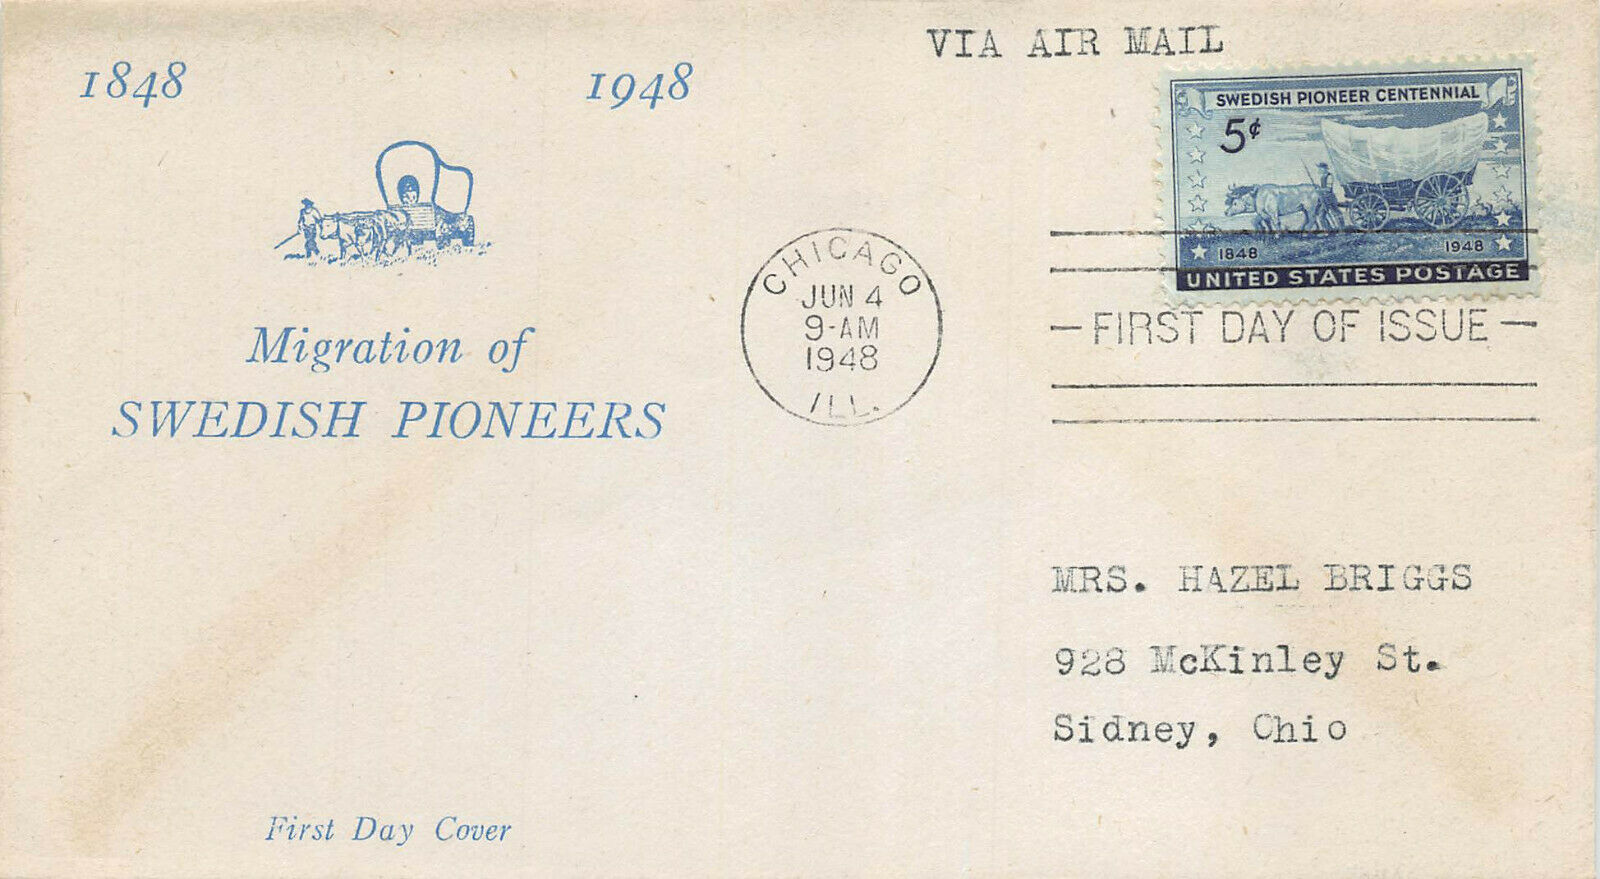 VIA AIR MAIL
1848 1948
SWEDISH PIONEER CENTENNIAL
5¢
1848 1948
UNITED STATES POSTAGE
CHICAGO
JUN 4
9-AM
1948
ILL.
FIRST DAY OF ISSUE
Migration of
SWEDISH PIONEERS
MRS. HAZEL BRIGGS
928 McKinley St.
Sidney, Ohio
First Day Cover